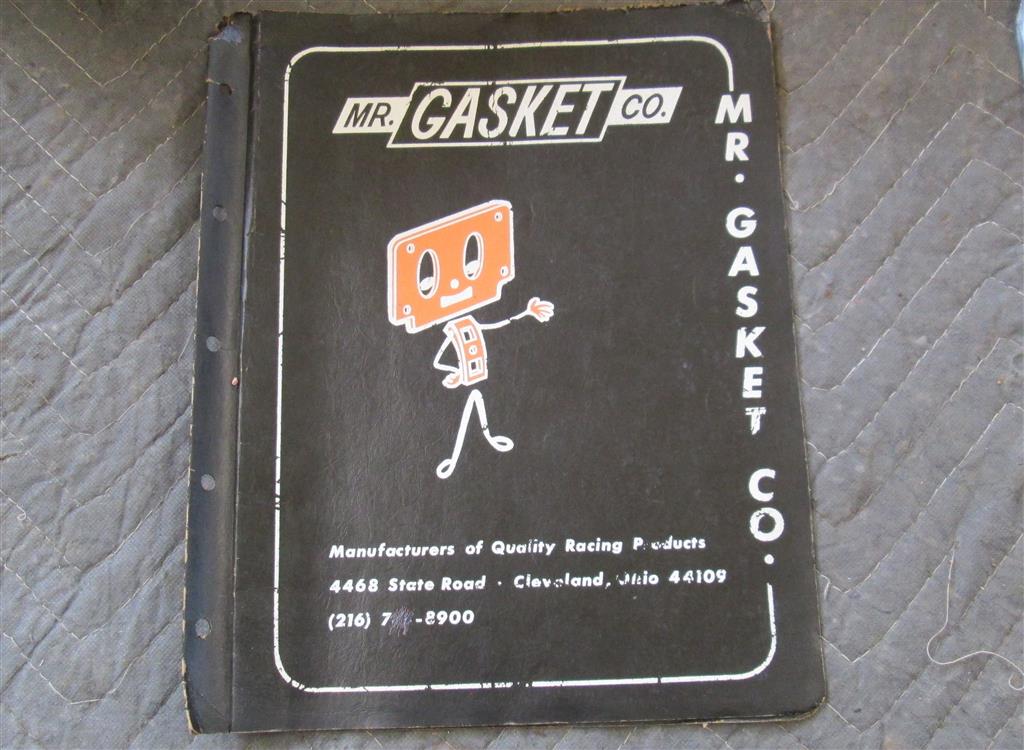 MR. GASKET CO.
MR. GASKET CO.
Manufacturers of Quality Racing Products
4468 State Road · Cleveland, Ohio 44109
(216) -8900